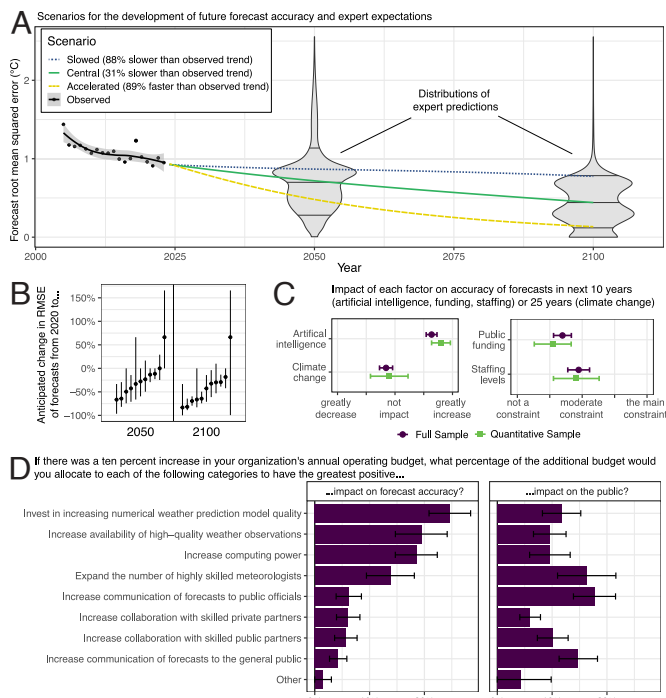 A Scenarios for the development of future forecast accuracy and expert expectations
Scenario
Slowed (88% slower than observed trend)
Central (31% slower than observed trend)
Accelerated (89% faster than observed trend)
Observed
Distributions of
expert predictions
Forecast root mean squared error (°C)
2
1
0
2000 2025 2050 2075 2100
Year
B
Anticipated change in RMSE
of forecasts from 2020 to...
150%
100%
50%
0%
−50%
−100%
2050 2100
C Impact of each factor on accuracy of forecasts in next 10 years
(artificial intelligence, funding, staffing) or 25 years (climate change)
Artifical
intelligence
Climate
change
greatly
decrease
not
impact
greatly
increase
Public
funding
Staffing
levels
not a
constraint
moderate
constraint
the main
constraint
Full Sample Quantitative Sample
D If there was a ten percent increase in your organization's annual operating budget, what percentage of the additional budget would
you allocate to each of the following categories to have the greatest positive...
...impact on forecast accuracy? ...impact on the public?
Invest in increasing numerical weather prediction model quality
Increase availability of high−quality weather observations
Increase computing power
Expand the number of highly skilled meteorologists
Increase communication of forecasts to public officials
Increase collaboration with skilled private partners
Increase collaboration with skilled public partners
Increase communication of forecasts to the general public
Other